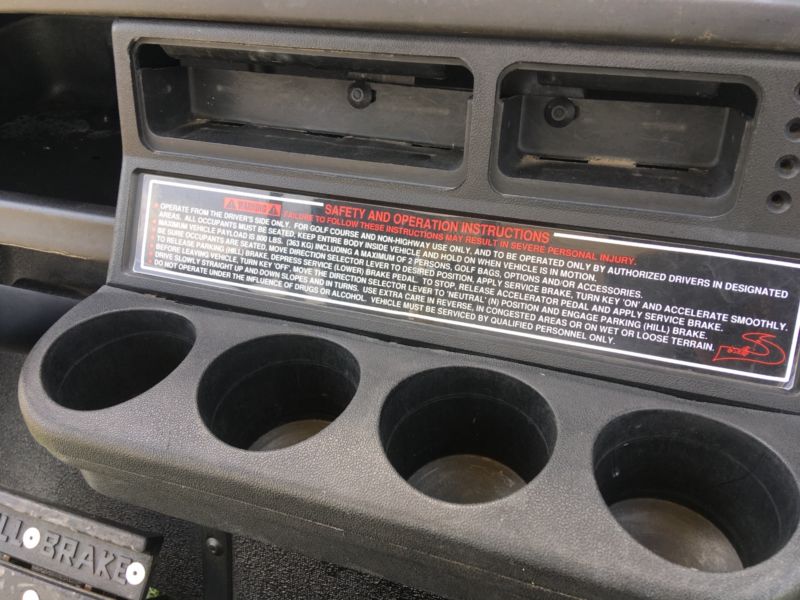 WARNING
SAFETY AND OPERATION INSTRUCTIONS
FAILURE TO FOLLOW THESE INSTRUCTIONS MAY RESULT IN SEVERE PERSONAL INJURY.
• OPERATE FROM THE DRIVER'S SIDE ONLY. FOR GOLF COURSE AND NON-HIGHWAY USE ONLY, AND TO BE OPERATED ONLY BY AUTHORIZED DRIVERS IN DESIGNATED
AREAS. ALL OCCUPANTS MUST BE SEATED, KEEP ENTIRE BODY INSIDE VEHICLE AND HOLD ON WHEN VEHICLE IS IN MOTION.
• MAXIMUM VEHICLE PAYLOAD IS 800 LBS. (363 KG) INCLUDING A MAXIMUM OF 2 PERSONS, GOLF BAGS, OPTIONS AND/OR ACCESSORIES.
• BE SURE OCCUPANTS ARE SEATED. MOVE DIRECTION SELECTOR LEVER TO DESIRED POSITION, APPLY SERVICE BRAKE, TURN KEY 'ON' AND ACCELERATE SMOOTHLY.
• TO RELEASE PARKING (HILL) BRAKE, DEPRESS SERVICE (LOWER) BRAKE PEDAL. TO STOP, RELEASE ACCELERATOR PEDAL AND APPLY SERVICE BRAKE.
• BEFORE LEAVING VEHICLE, TURN KEY 'OFF', MOVE THE DIRECTION SELECTOR LEVER TO 'NEUTRAL' (N) POSITION AND ENGAGE PARKING (HILL) BRAKE.
• DRIVE SLOWLY STRAIGHT UP AND DOWN SLOPES AND IN TURNS. USE EXTRA CARE IN REVERSE, IN CONGESTED AREAS OR ON WET OR LOOSE TERRAIN.
• DO NOT OPERATE UNDER THE INFLUENCE OF DRUGS OR ALCOHOL. VEHICLE MUST BE SERVICED BY QUALIFIED PERSONNEL ONLY.
HILL BRAKE